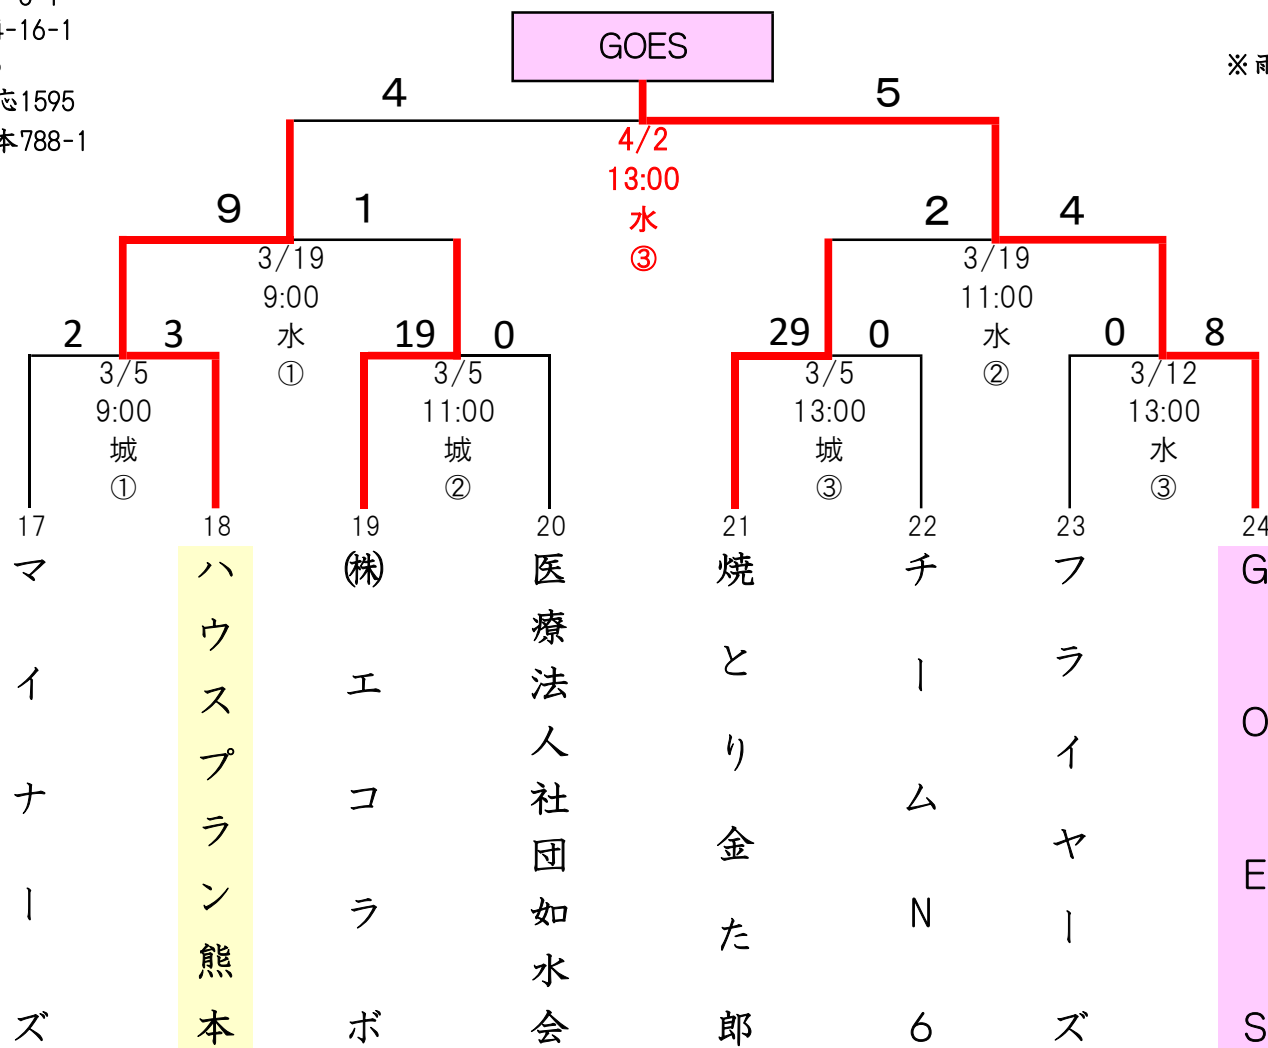 4-16-1
応1595
本788-1
※雨
GOES
4
5
4/2
13:00
水
③
9
1
3/19
9:00
水
①
2
4
3/19
11:00
水
②
2
3
3/5
9:00
城
①
19
0
3/5
11:00
城
②
29
0
3/5
13:00
城
③
0
8
3/12
13:00
水
③
17
18
19
20
21
22
23
24
マイナーズ
ハウスプラン熊本
㈱エコラボ
医療法人社団如水会
焼とり金た郎
チームN6
フライヤーズ
GOES